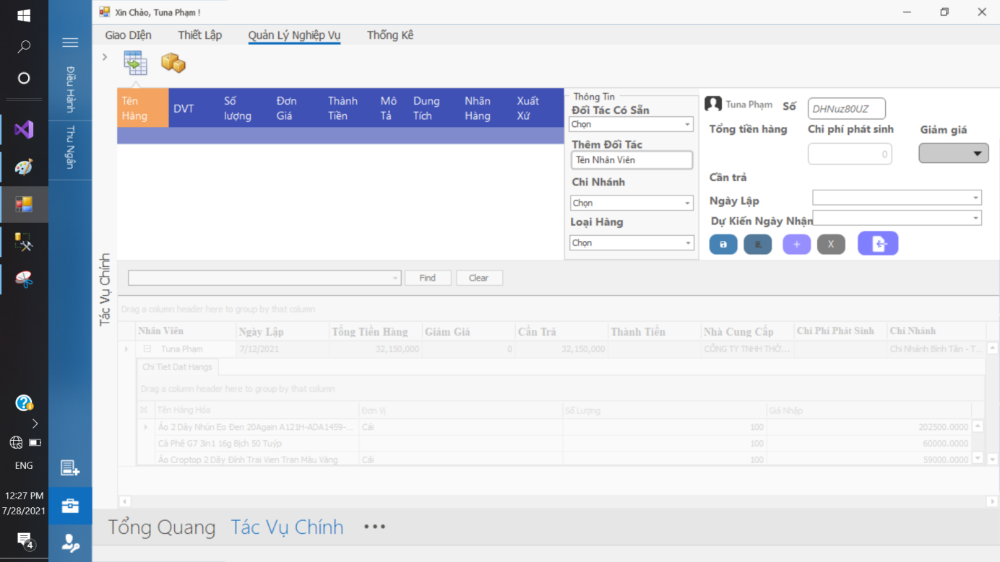 Xin Chào, Tuna Phạm !
Giao DIện Thiết Lập Quản Lý Nghiệp Vụ Thống Kê
Điều Hành
Thu Ngân
Tác Vụ Chính
Tên Hàng
DVT
Số lượng
Đơn Giá
Thành Tiền
Mô Tả
Dung Tích
Nhãn Hàng
Xuất Xứ
Thông Tin
Đối Tác Có Sẵn
Chọn
Thêm Đối Tác
Tên Nhân Viên
Chi Nhánh
Chọn
Loại Hàng
Chọn
Tuna Phạm Số DHNuz80UZ
Tổng tiền hàng Chi phí phát sinh Giảm giá
0
Cần trả
Ngày Lập
Dự Kiến Ngày Nhận
+ X
Find Clear
Drag a column header here to group by that column
Nhân Viên Ngày Lập Tổng Tiền Hàng Giảm Giá Cần Trả Thành Tiền Nhà Cung Cấp Chi Phí Phát Sinh Chi Nhánh
Tuna Phạm 7/12/2021 32,150,000 0 32,150,000 CÔNG TY TNHH THỜ... Chi Nhánh Bình Tân - T...
Chi Tiet Dat Hangs
Drag a column header here to group by that column
Tên Hàng Hóa Đơn Vị Số Lượng Giá Nhập
Áo 2 Dây Nhún Eo Đen 20Again A121H-ADA1459-... Cái 100 202500.0000
Cà Phê G7 3in1 16g Bịch 50 Tuýp 100 60000.0000
Áo Croptop 2 Dây Đính Trai Vien Tran Màu Vàng Cái 100 59000.0000
Tổng Quang Tác Vụ Chính •••
ENG
12:27 PM
7/28/2021
4